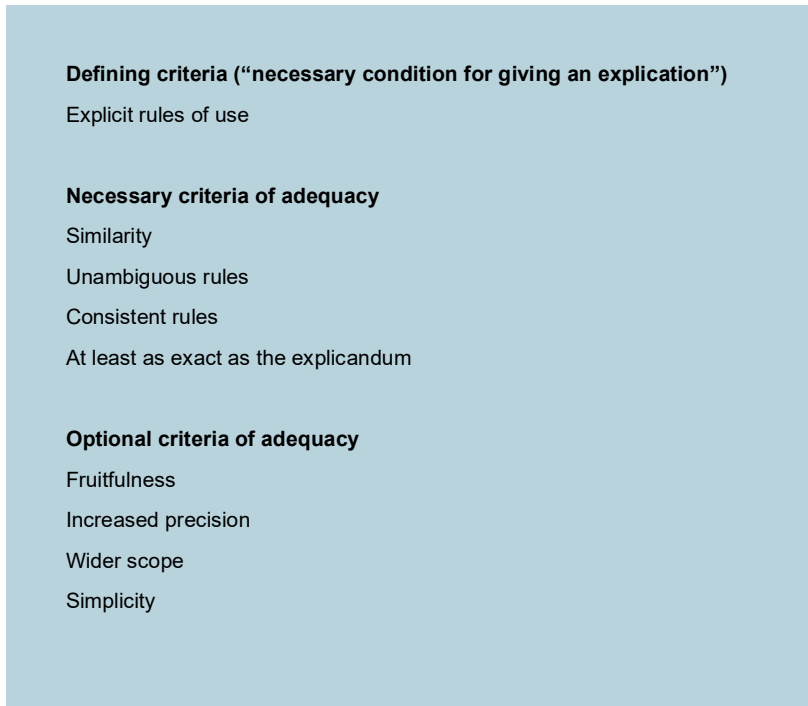 Defining criteria (“necessary condition for giving an explication”)
Explicit rules of use
Necessary criteria of adequacy
Similarity
Unambiguous rules
Consistent rules
At least as exact as the explicandum
Optional criteria of adequacy
Fruitfulness
Increased precision
Wider scope
Simplicity